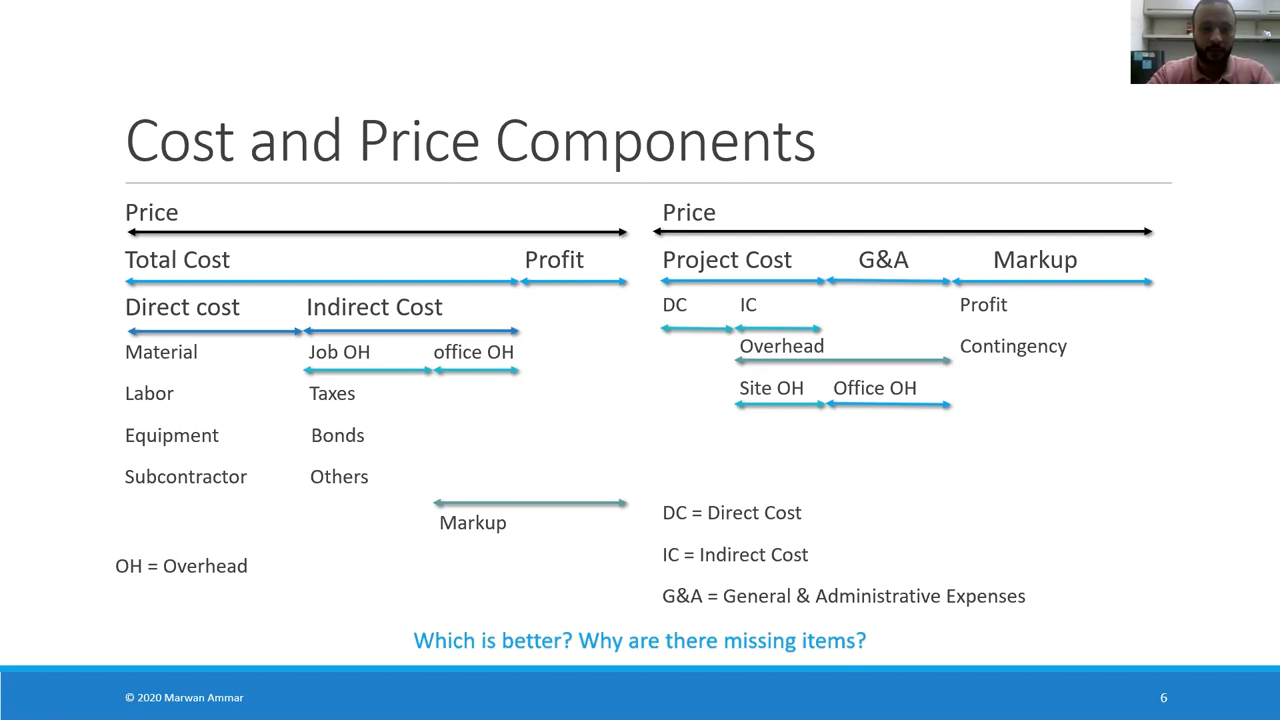 Cost and Price Components
Price
Total Cost Profit
Direct cost Indirect Cost
Material Job OH office OH
Labor Taxes
Equipment Bonds
Subcontractor Others
Markup
OH = Overhead
Price
Project Cost G&A Markup
DC IC Profit
Overhead Contingency
Site OH Office OH
DC = Direct Cost
IC = Indirect Cost
G&A = General & Administrative Expenses
Which is better? Why are there missing items?
© 2020 Marwan Ammar 6